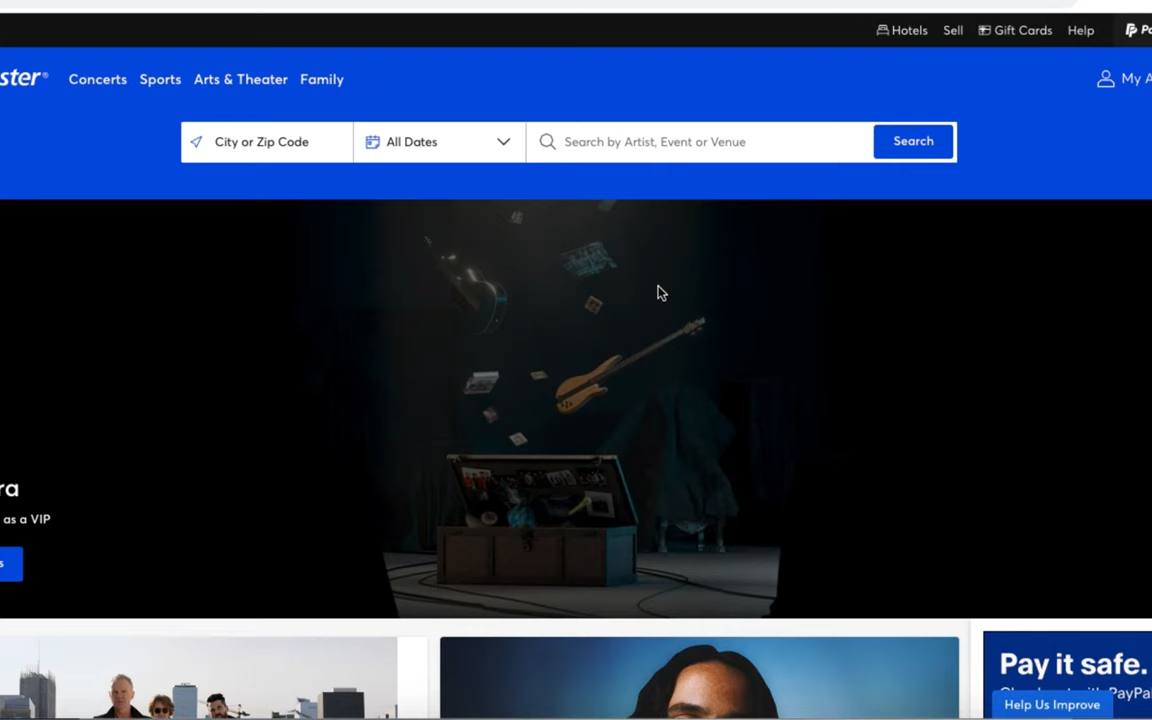 Hotels Sell Gift Cards Help
ster® Concerts Sports Arts & Theater Family
My A
City or Zip Code All Dates Search by Artist, Event or Venue Search
ra
as a VIP
s
Pay it safe.
PayPal
Help Us Improve